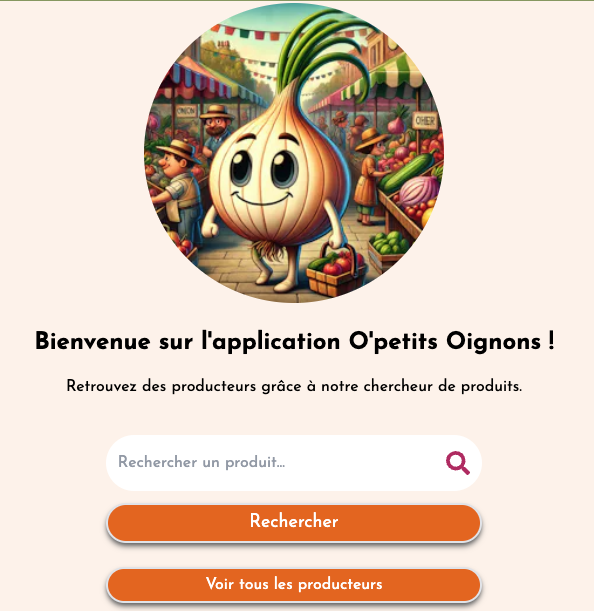 Bienvenue sur l'application O'petits Oignons !
Retrouvez des producteurs grâce à notre chercheur de produits.
Rechercher un produit...
Rechercher
Voir tous les producteurs